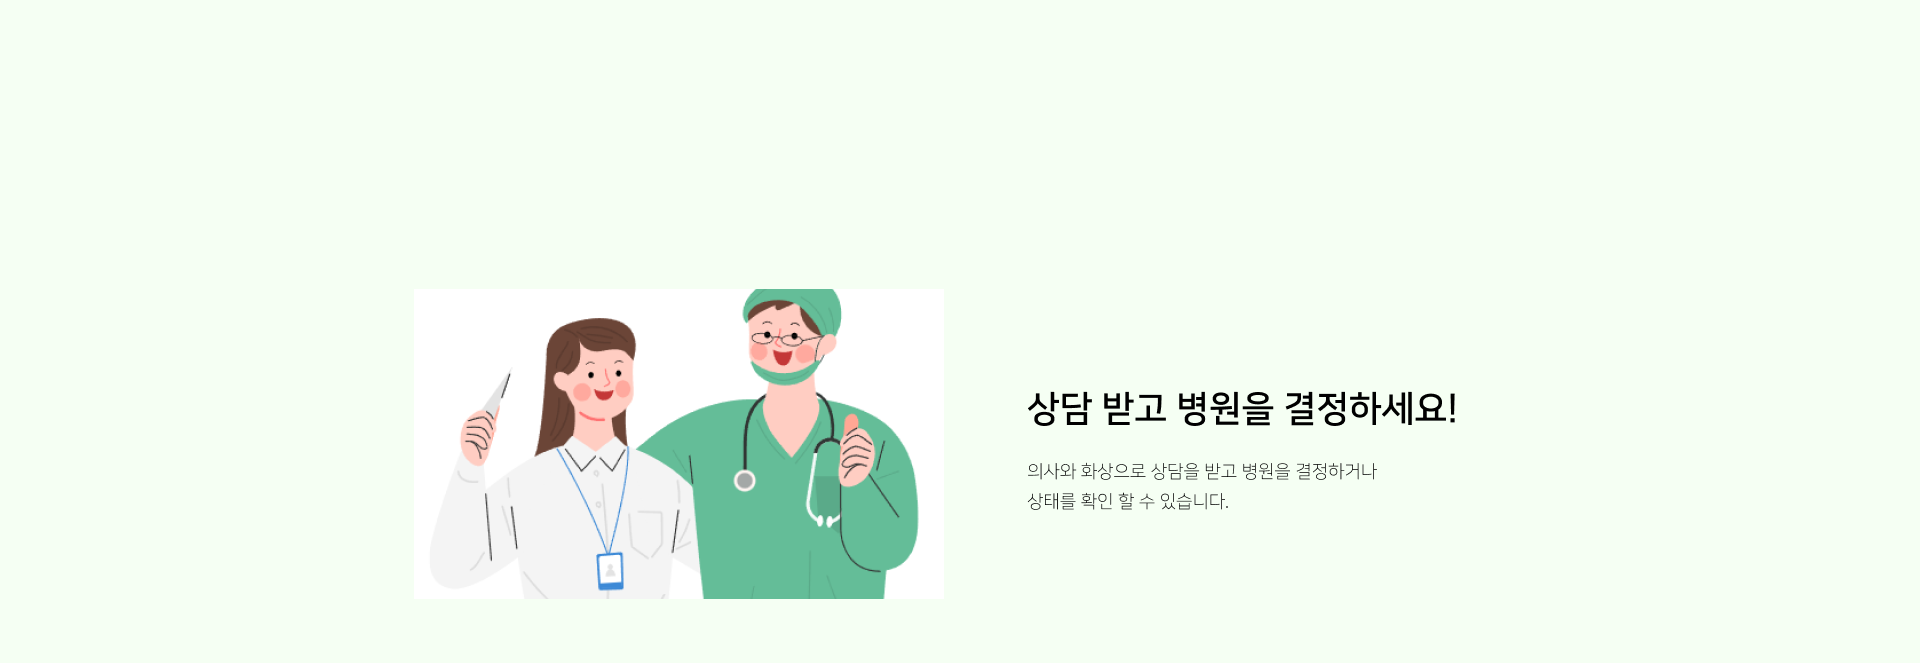 상담 받고 병원을 결정하세요!
의사와 화상으로 상담을 받고 병원을 결정하거나
상태를 확인 할 수 있습니다.